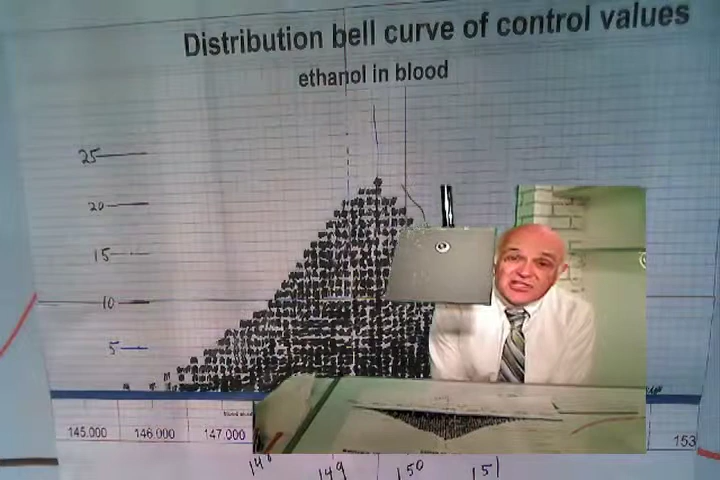 Distribution bell curve of control values
ethanol in blood
25
20
15
10
5
145.000 146.000 147.000 153
149 150 151